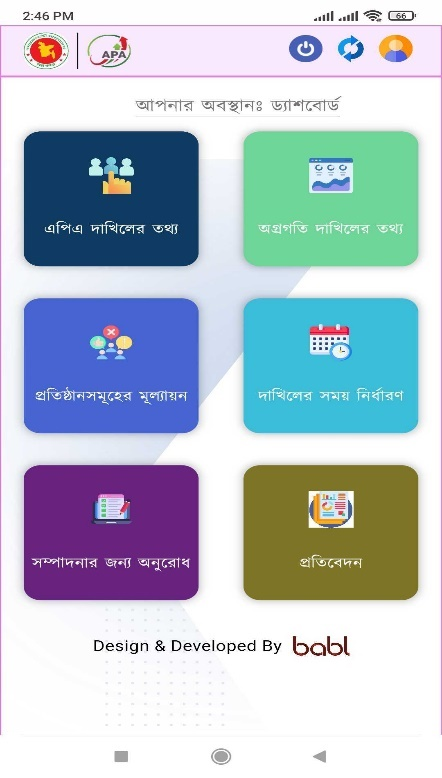 2:46 PM
66
APA
আপনার অবস্থানঃ ড্যাশবোর্ড
এপিএ দাখিলের তথ্য
অগ্রগতি দাখিলের তথ্য
প্রতিষ্ঠানসমূহের মূল্যায়ন
দাখিলের সময় নির্ধারণ
সম্পাদনার জন্য অনুরোধ
প্রতিবেদন
Design & Developed By babl